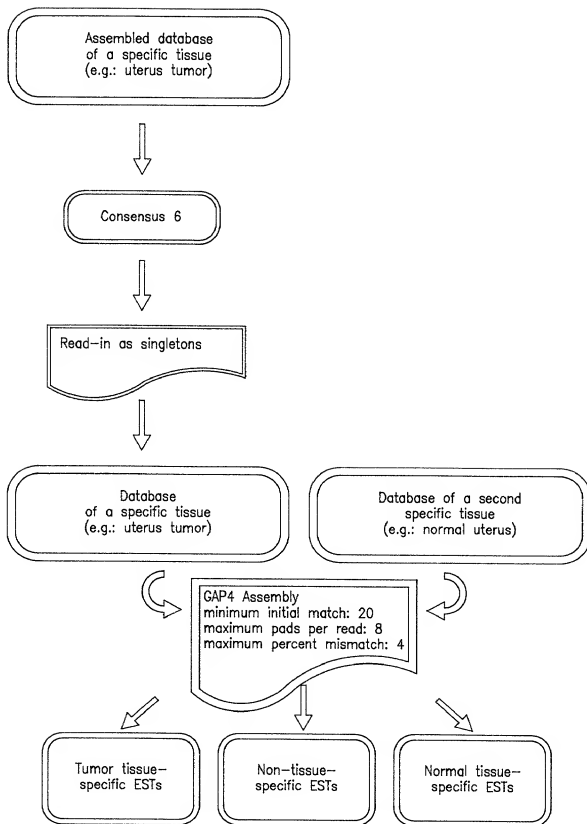 Assembled database
of a specific tissue
(e.g.: uterus tumor)
Consensus 6
Read-in as singletons
Database
of a specific tissue
(e.g.: uterus tumor)
Database of a second
specific tissue
(e.g.: normal uterus)
GAP4 Assembly
minimum initial match: 20
maximum pads per read: 8
maximum percent mismatch: 4
Tumor tissue-
specific ESTs
Non-tissue-
specific ESTs
Normal tissue-
specific ESTs